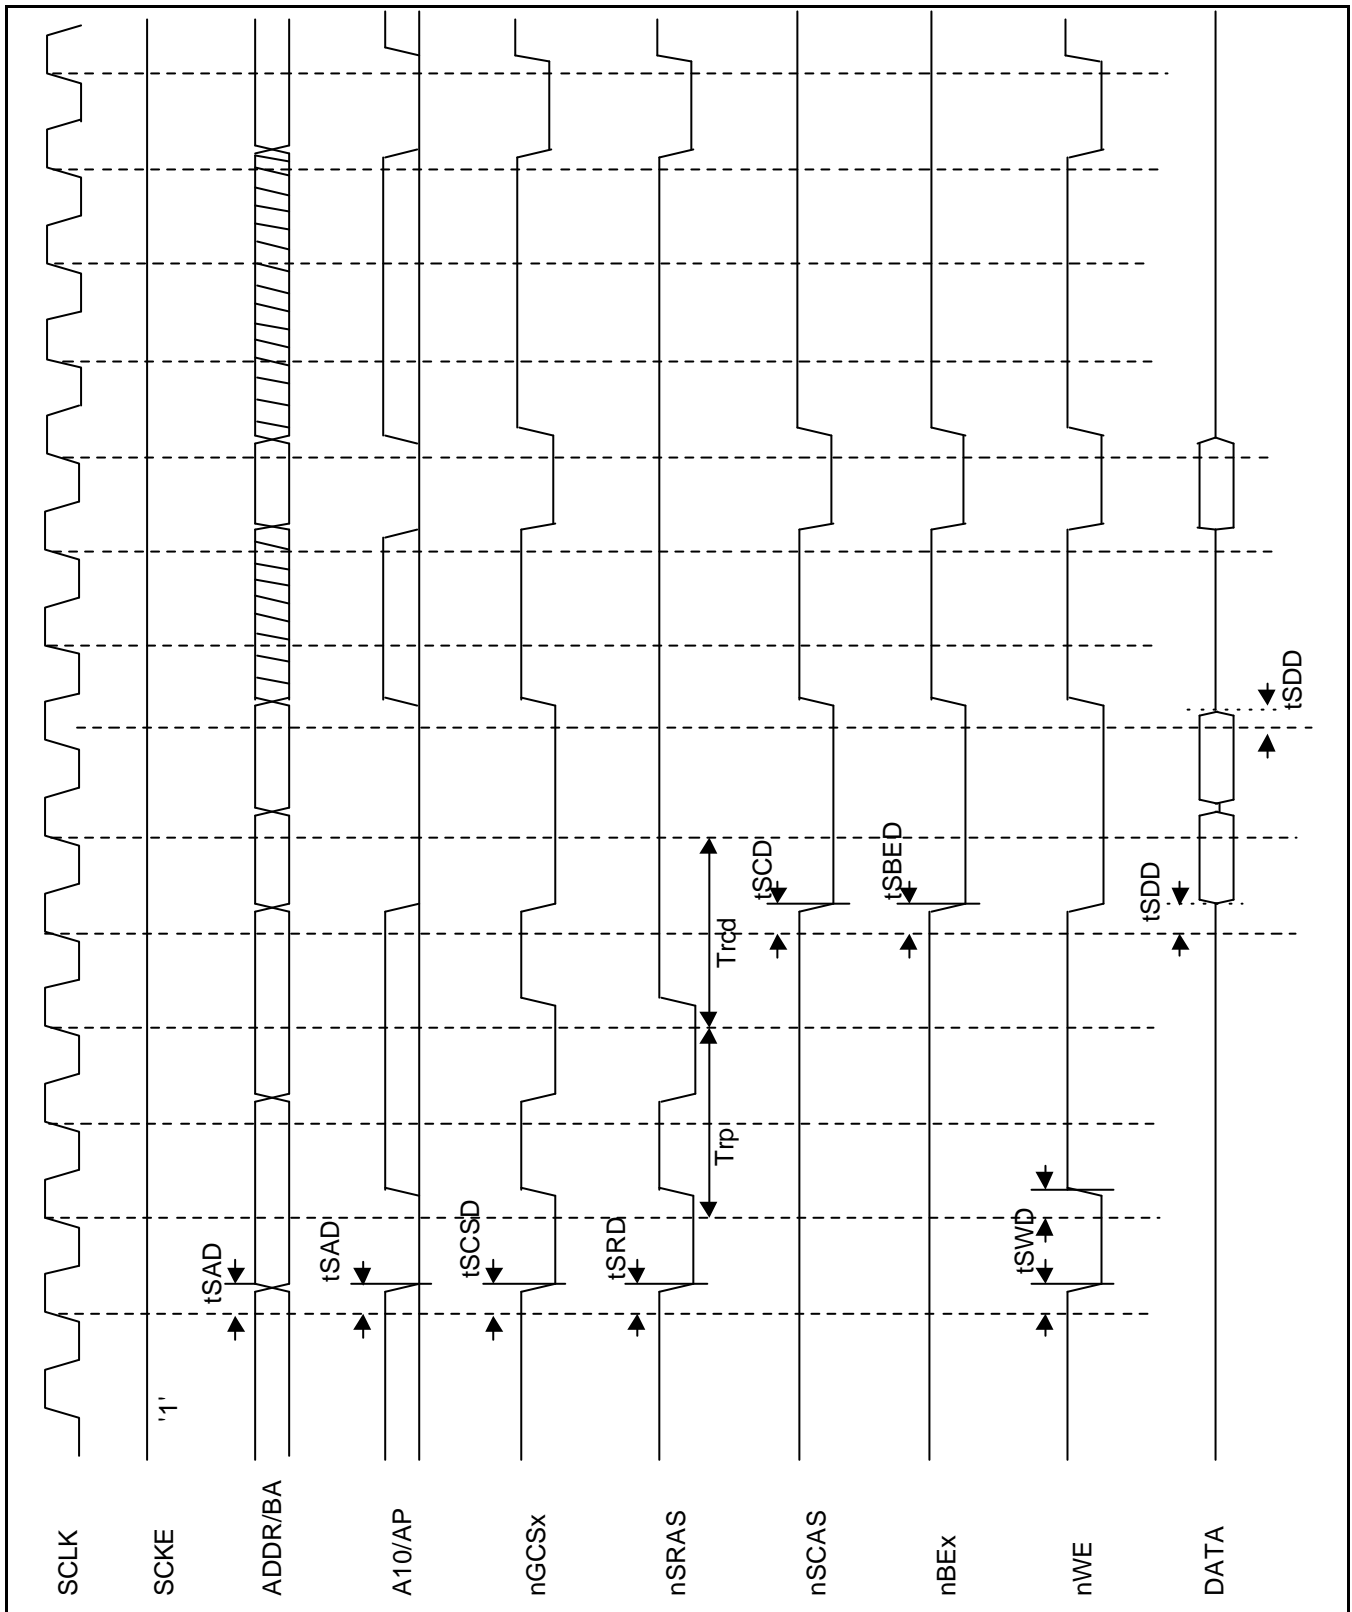 SCLK
SCKE
'1'
ADDR/BA
tSAD
A10/AP
tSAD
nGCSx
tSCSD
nSRAS
tSRD
Trp
Trcd
nSCAS
tSCD
nBEx
tSBED
nWE
tSWD
DATA
tSDD
tSDD